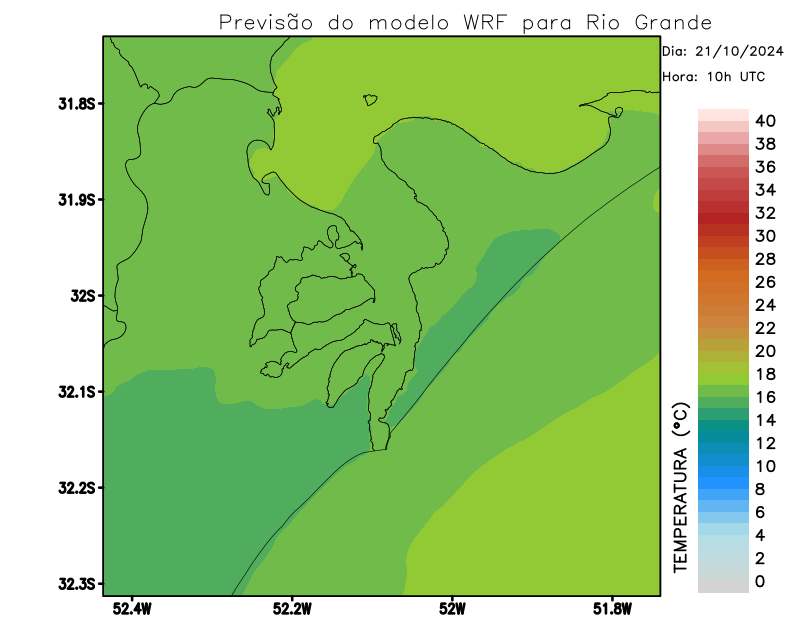 Previsão do modelo WRF para Rio Grande
Dia: 21/10/2024
Hora: 10h UTC
31.8S
31.9S
32S
32.1S
32.2S
32.3S
52.4W
52.2W
52W
51.8W
40
38
36
34
32
30
28
26
24
22
20
18
16
14
12
10
8
6
4
2
0
TEMPERATURA (°C)